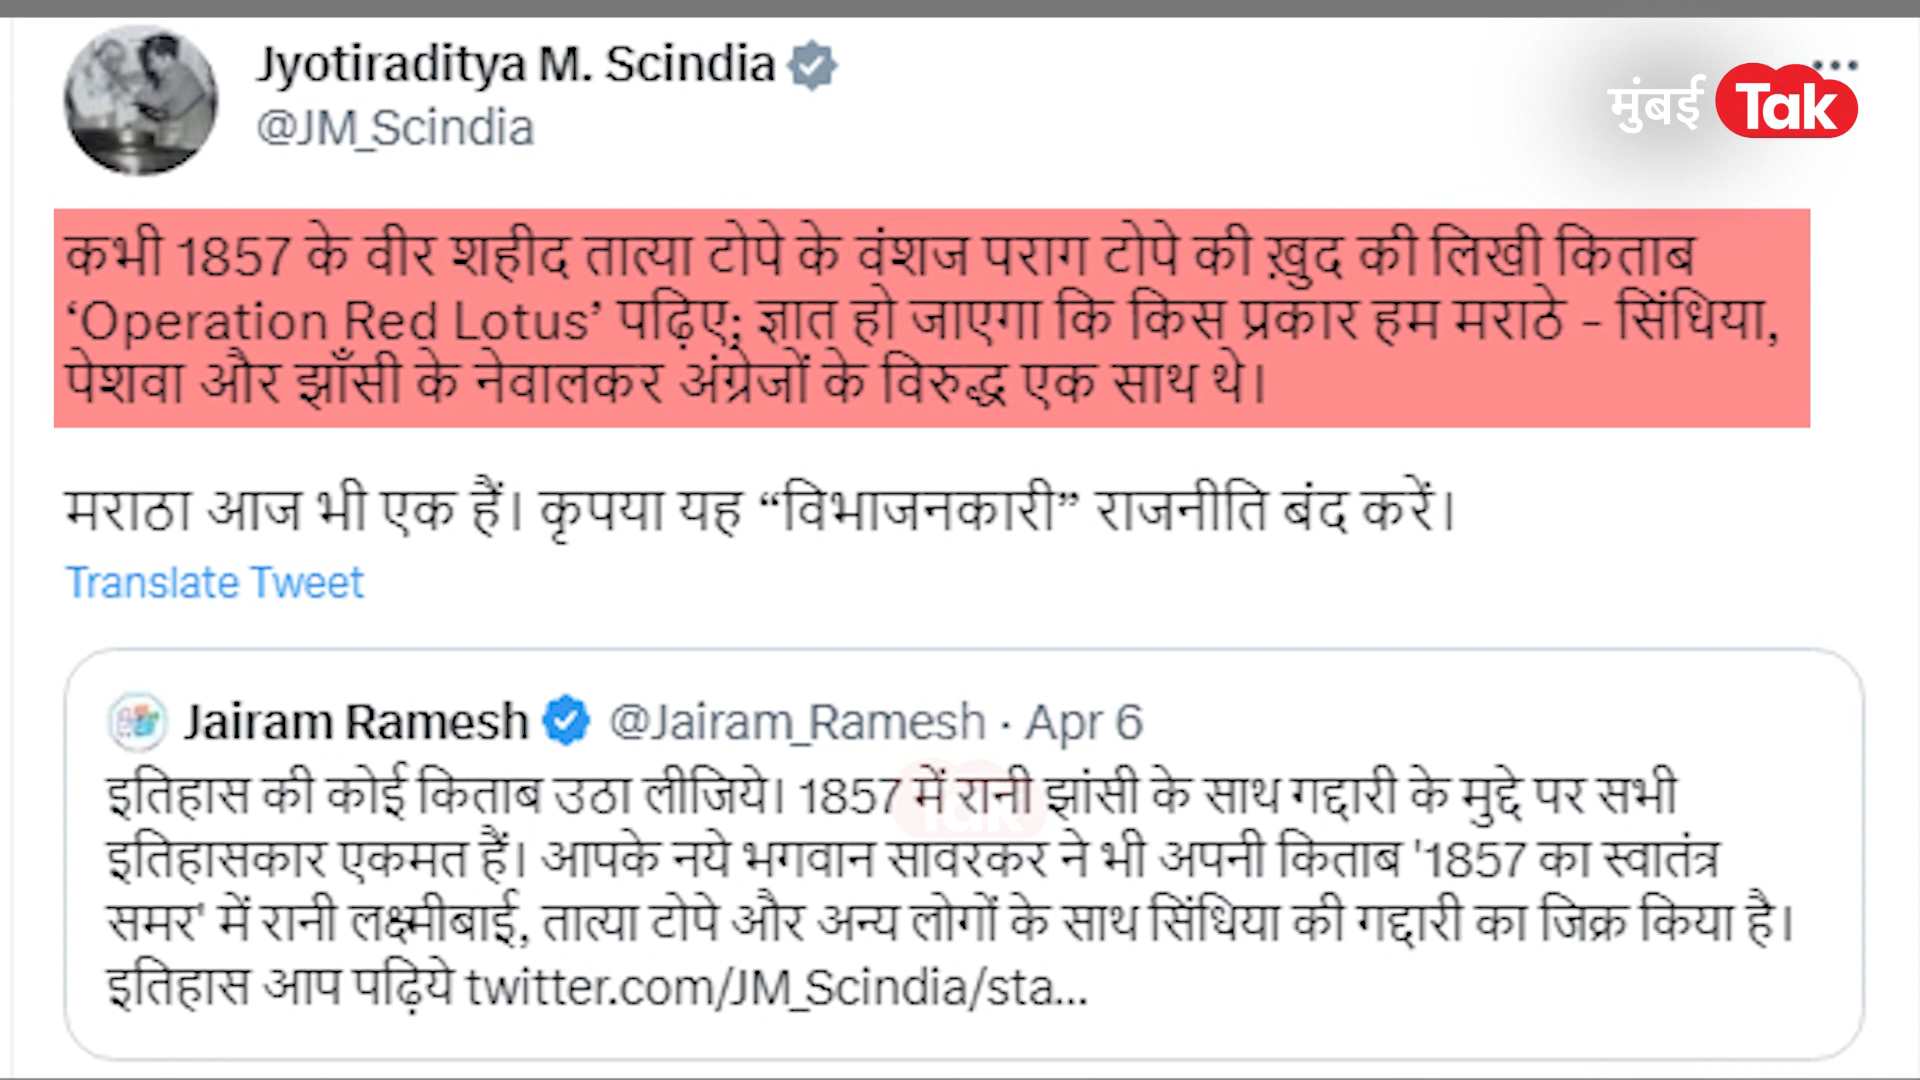 Jyotiraditya M. Scindia
@JM_Scindia
मुंबई Tak
कभी 1857 के वीर शहीद तात्या टोपे के वंशज पराग टोपे की ख़ुद की लिखी किताब
‘Operation Red Lotus’ पढ़िए; ज्ञात हो जाएगा कि किस प्रकार हम मराठे - सिंधिया,
पेशवा और झाँसी के नेवालकर अंग्रेजों के विरुद्ध एक साथ थे।
मराठा आज भी एक हैं। कृपया यह “विभाजनकारी” राजनीति बंद करें।
Translate Tweet
Jairam Ramesh @Jairam_Ramesh · Apr 6
इतिहास की कोई किताब उठा लीजिये। 1857 में रानी झांसी के साथ गद्दारी के मुद्दे पर सभी
इतिहासकार एकमत हैं। आपके नये भगवान सावरकर ने भी अपनी किताब '1857 का स्वातंत्र
समर' में रानी लक्ष्मीबाई, तात्या टोपे और अन्य लोगों के साथ सिंधिया की गद्दारी का जिक्र किया है।
इतिहास आप पढ़िये twitter.com/JM_Scindia/sta...
Tak